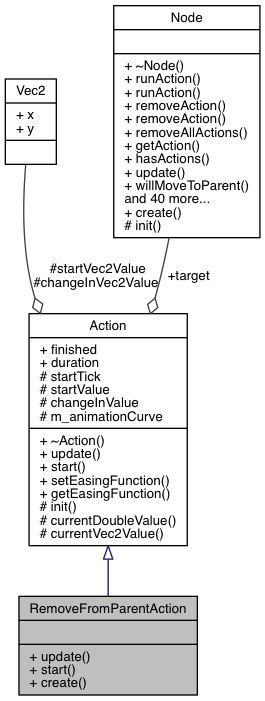 Node
+ ~Node()
+ runAction()
+ runAction()
+ removeAction()
+ removeAction()
+ removeAllActions()
+ getAction()
+ hasActions()
+ update()
+ willMoveToParent()
and 40 more...
+ create()
# init()
Vec2
+ x
+ y
#startVec2Value
#changeInVec2Value
+target
Action
+ finished
+ duration
# startTick
# startValue
# changeInValue
# m_animationCurve
+ ~Action()
+ update()
+ start()
+ setEasingFunction()
+ getEasingFunction()
# init()
# currentDoubleValue()
# currentVec2Value()
RemoveFromParentAction
+ update()
+ start()
+ create()